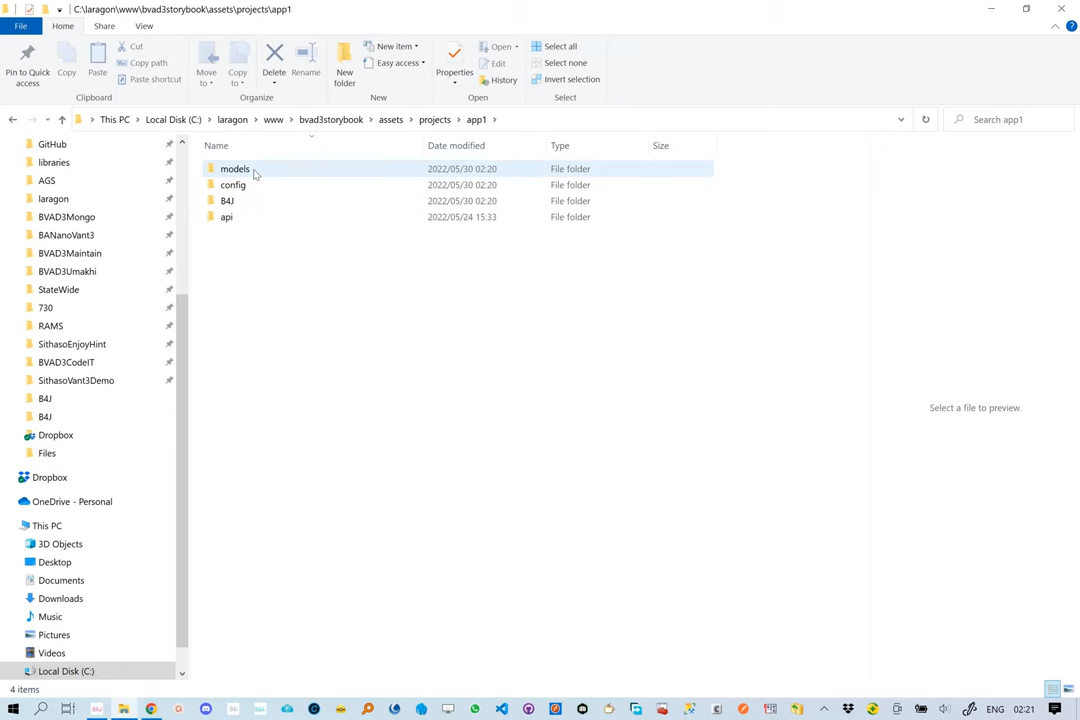 C:\laragon\www\bvad3storybook\assets\projects\app1
File Home Share View
Pin to Quick access
Copy
Paste
Cut
Copy path
Paste shortcut
Clipboard
Move to
Copy to
Delete
Rename
Organize
New folder
New item
Easy access
New
Properties
Open
Edit
History
Open
Select all
Select none
Invert selection
Select
This PC Local Disk (C:) laragon www bvad3storybook assets projects app1
Search app1
Name Date modified Type Size
models 2022/05/30 02:20 File folder
config 2022/05/30 02:20 File folder
B4J 2022/05/30 02:20 File folder
api 2022/05/24 15:33 File folder
GitHub
libraries
AGS
laragon
BVAD3Mongo
BANanoVant3
BVAD3Maintain
BVAD3Umakhi
StateWide
730
RAMS
SithasoEnjoyHint
BVAD3CodeIT
SithasoVant3Demo
B4J
B4J
Dropbox
Files
Dropbox
OneDrive - Personal
This PC
3D Objects
Desktop
Documents
Downloads
Music
Pictures
Videos
Local Disk (C:)
Select a file to preview.
4 items
ENG 02:21